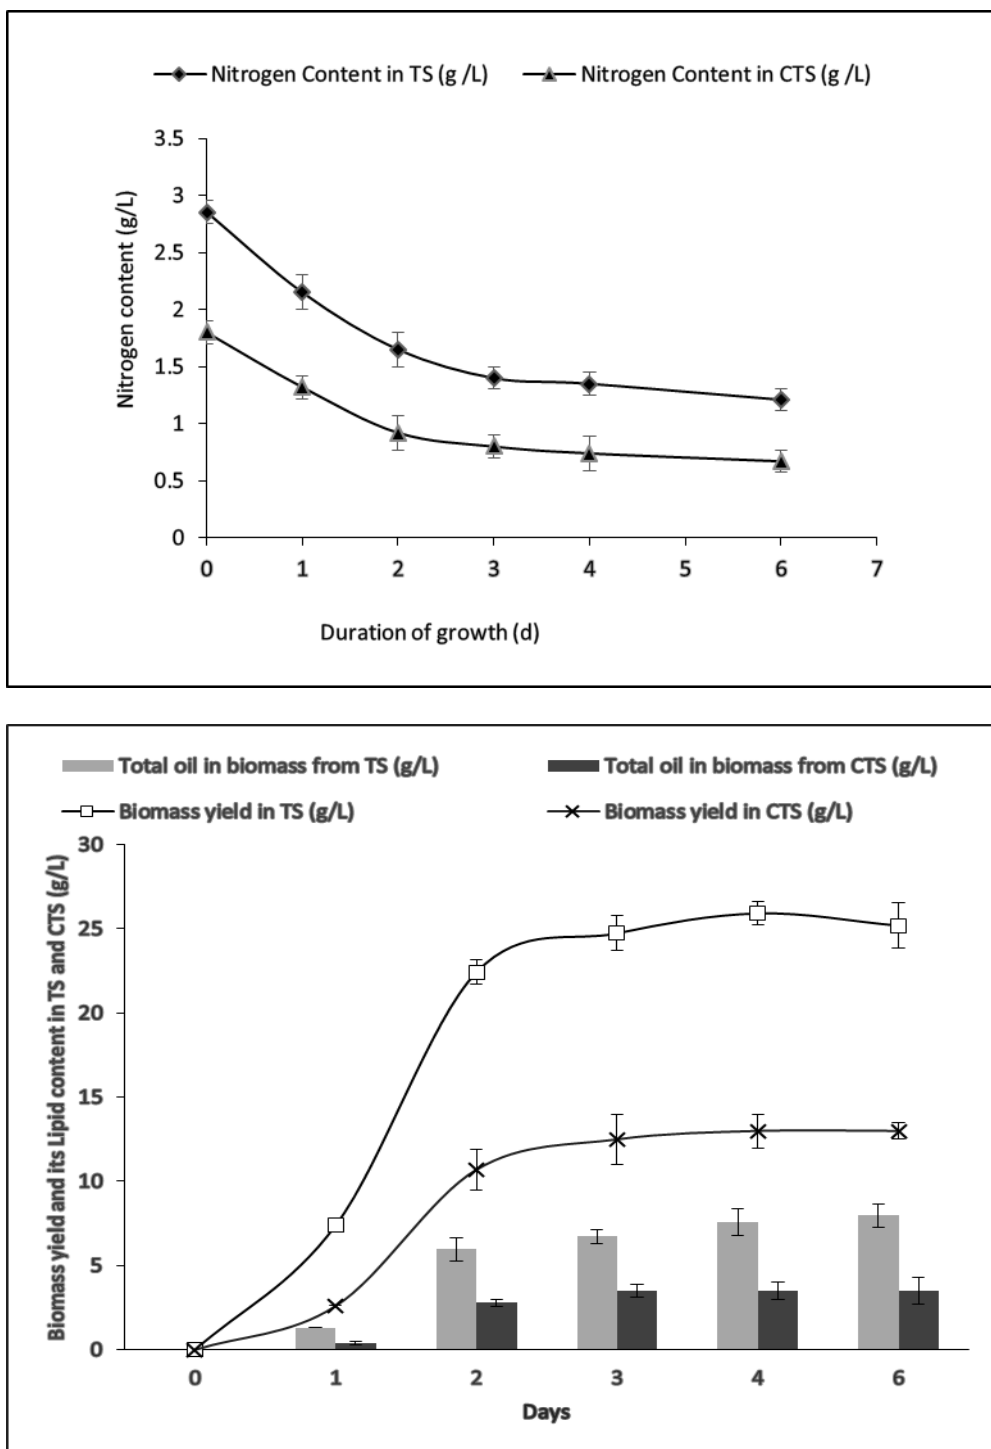 Nitrogen Content in TS (g /L) Nitrogen Content in CTS (g /L)
Nitrogen content (g/L)
3.5
3
2.5
2
1.5
1
0.5
0
0 1 2 3 4 5 6 7
Duration of growth (d)
Total oil in biomass from TS (g/L) Total oil in biomass from CTS (g/L)
Biomass yield in TS (g/L) Biomass yield in CTS (g/L)
Biomass yield and its Lipid content in TS and CTS (g/L)
30
25
20
15
10
5
0
0 1 2 3 4 6
Days